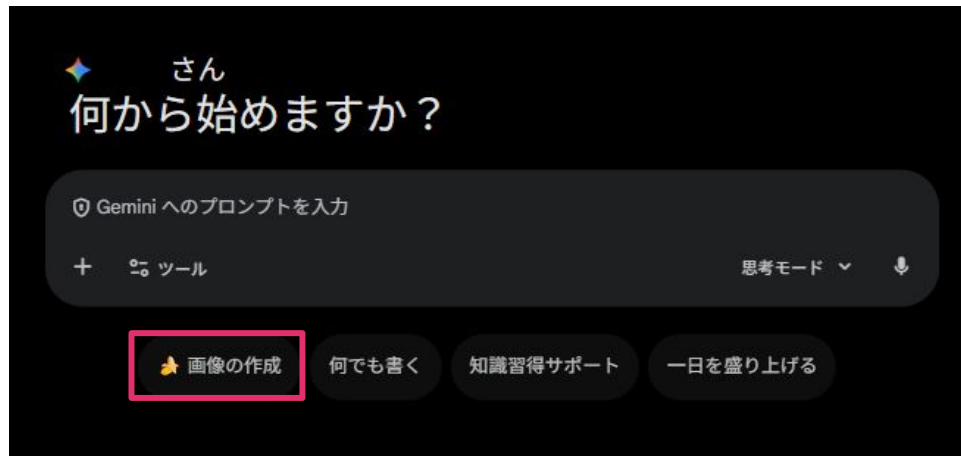 さん
何から始めますか？
Gemini へのプロンプトを入力
ツール
思考モード
画像の作成
何でも書く
知識習得サポート
一日を盛り上げる